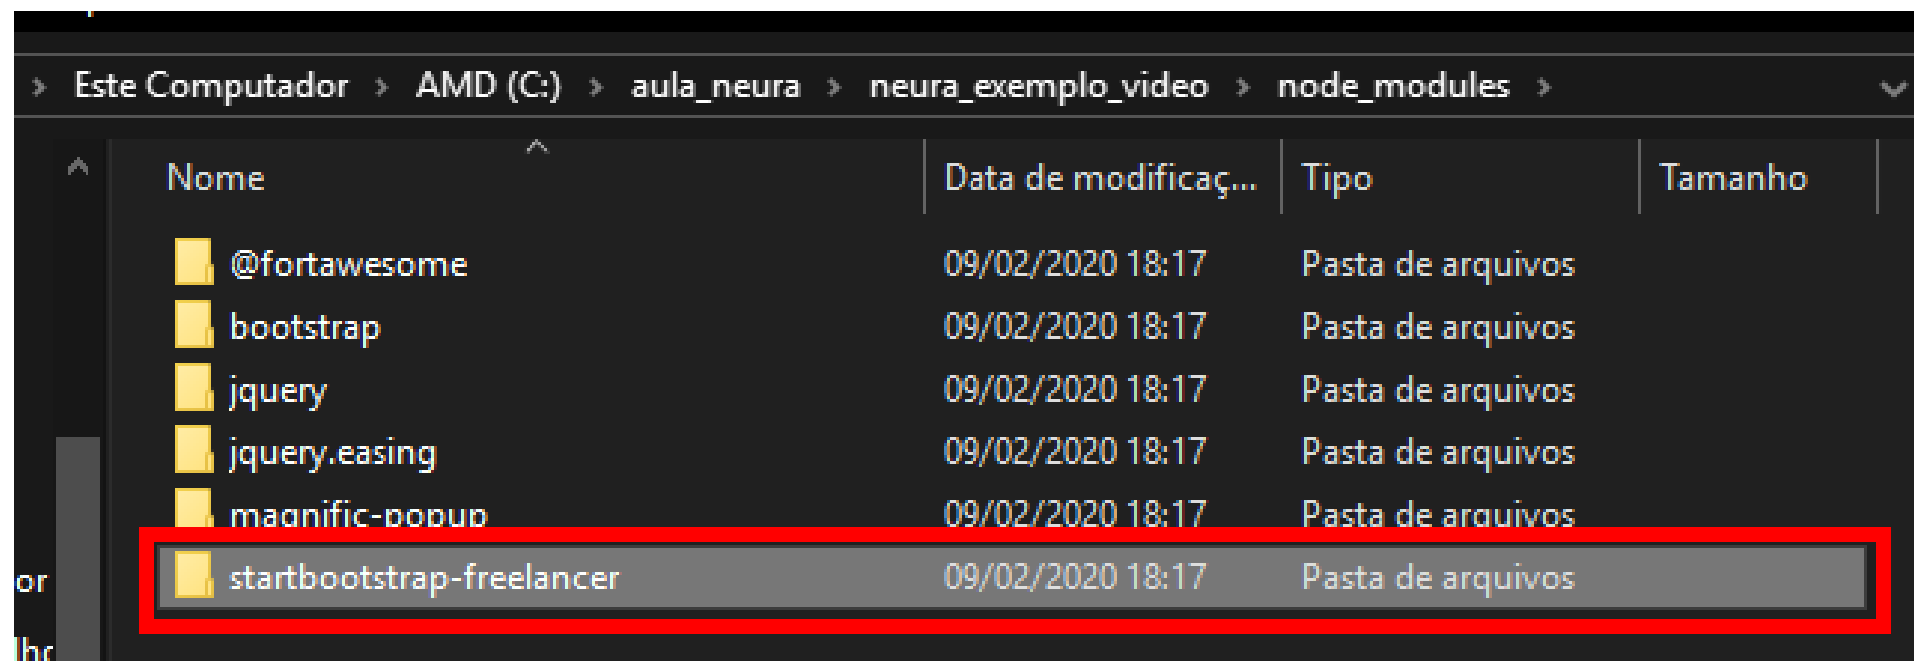 > Este Computador > AMD (C:) > aula_neura > neura_exemplo_video > node_modules >
Nome Data de modificaç... Tipo Tamanho
@fortawesome 09/02/2020 18:17 Pasta de arquivos
bootstrap 09/02/2020 18:17 Pasta de arquivos
jquery 09/02/2020 18:17 Pasta de arquivos
jquery.easing 09/02/2020 18:17 Pasta de arquivos
magnific-popup 09/02/2020 18:17 Pasta de arquivos
startbootstrap-freelancer 09/02/2020 18:17 Pasta de arquivos
or